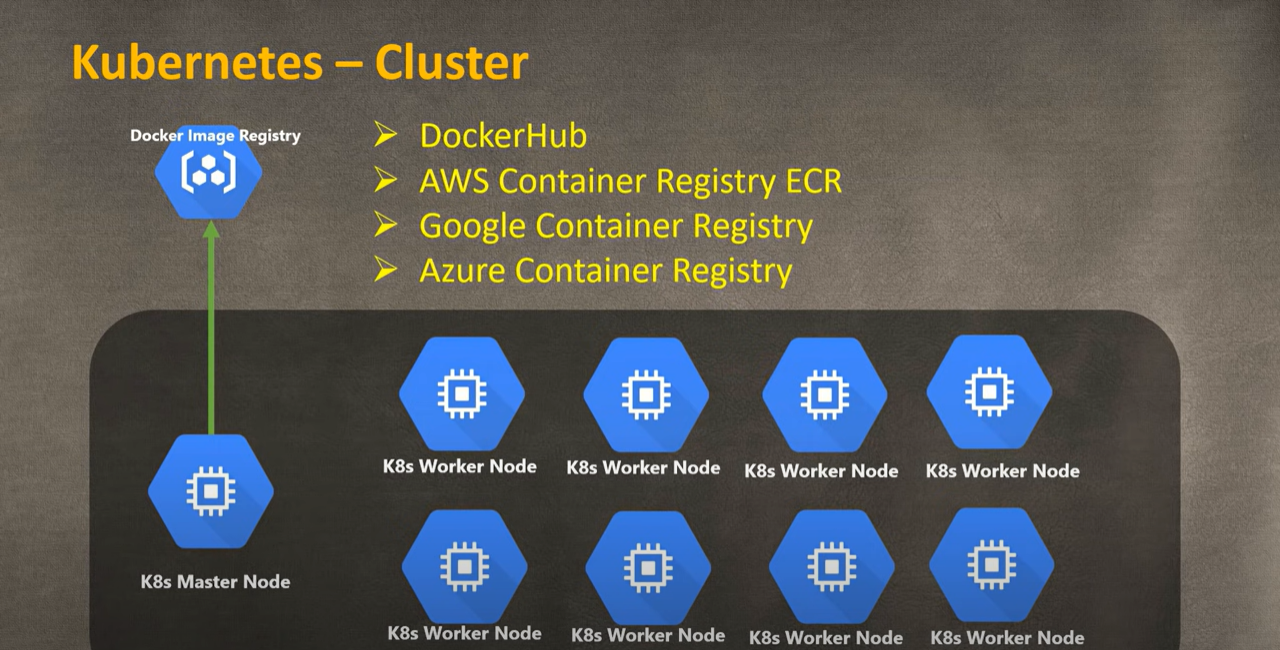 Kubernetes – Cluster
Docker Image Registry
DockerHub
AWS Container Registry ECR
Google Container Registry
Azure Container Registry
K8s Worker Node
K8s Worker Node
K8s Worker Node
K8s Worker Node
K8s Master Node
K8s Worker Node
K8s Worker Node
K8s Worker Node
K8s Worker Node